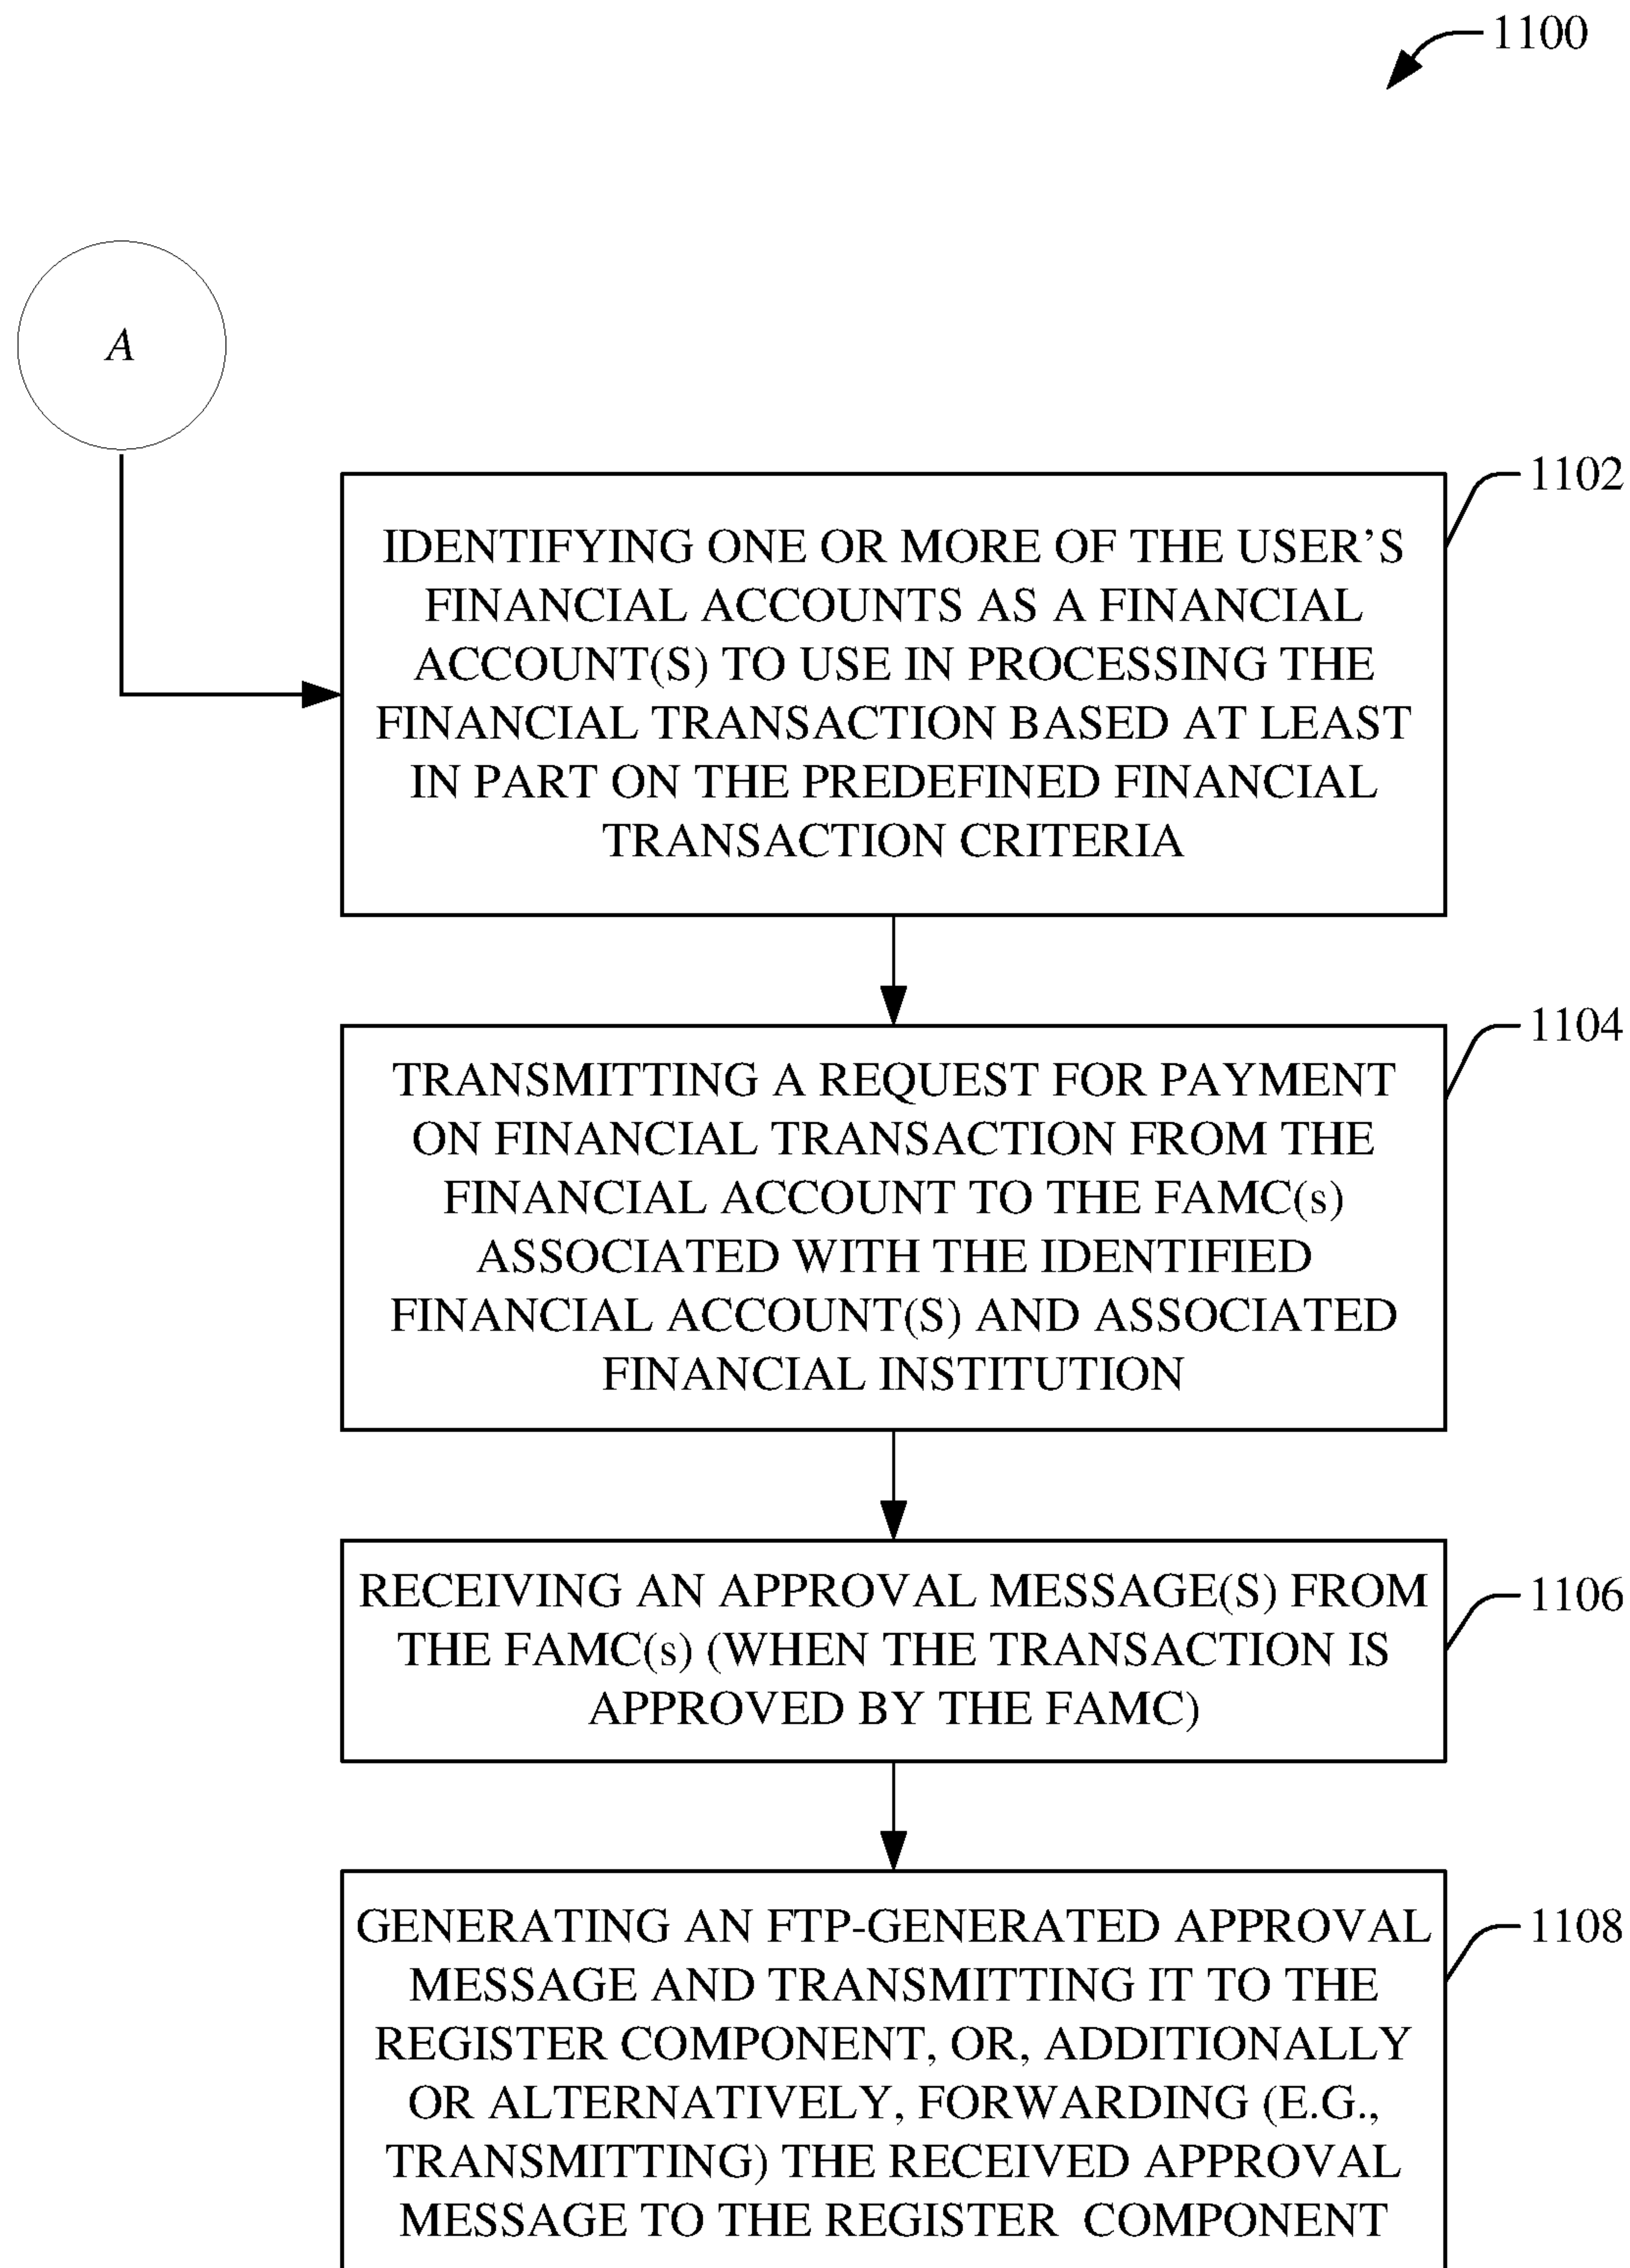 1100
A
1102
IDENTIFYING ONE OR MORE OF THE USER’S
FINANCIAL ACCOUNTS AS A FINANCIAL
ACCOUNT(S) TO USE IN PROCESSING THE
FINANCIAL TRANSACTION BASED AT LEAST
IN PART ON THE PREDEFINED FINANCIAL
TRANSACTION CRITERIA
1104
TRANSMITTING A REQUEST FOR PAYMENT
ON FINANCIAL TRANSACTION FROM THE
FINANCIAL ACCOUNT TO THE FAMC(s)
ASSOCIATED WITH THE IDENTIFIED
FINANCIAL ACCOUNT(S) AND ASSOCIATED
FINANCIAL INSTITUTION
1106
RECEIVING AN APPROVAL MESSAGE(S) FROM
THE FAMC(s) (WHEN THE TRANSACTION IS
APPROVED BY THE FAMC)
1108
GENERATING AN FTP-GENERATED APPROVAL
MESSAGE AND TRANSMITTING IT TO THE
REGISTER COMPONENT, OR, ADDITIONALLY
OR ALTERNATIVELY, FORWARDING (E.G.,
TRANSMITTING) THE RECEIVED APPROVAL
MESSAGE TO THE REGISTER COMPONENT